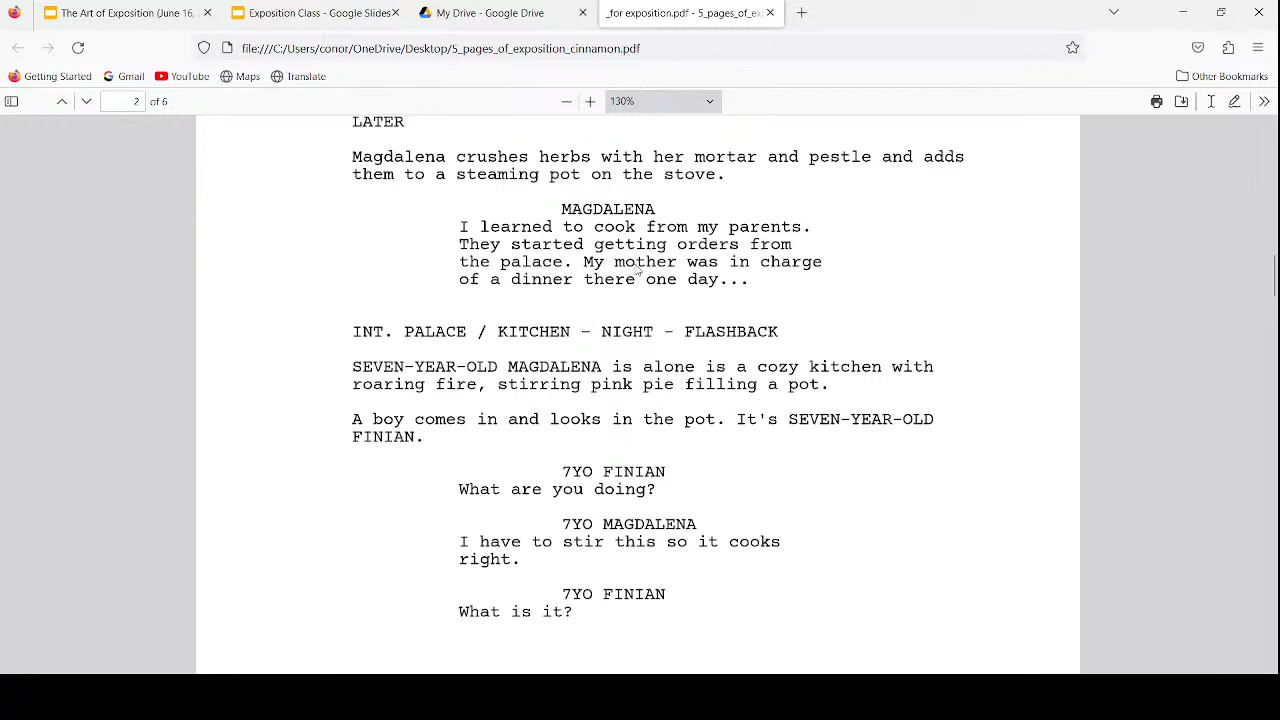 The Art of Exposition (June 16, 2
Exposition Class - Google Slides
My Drive - Google Drive
_for exposition.pdf - 5_pages_of_ex
file:///C:/Users/conor/OneDrive/Desktop/5_pages_of_exposition_cinnamon.pdf
Getting Started
Gmail
YouTube
Maps
Translate
Other Bookmarks
2 of 6
130%
LATER
Magdalena crushes herbs with her mortar and pestle and adds
them to a steaming pot on the stove.
MAGDALENA
I learned to cook from my parents.
They started getting orders from
the palace. My mother was in charge
of a dinner there one day...
INT. PALACE / KITCHEN – NIGHT – FLASHBACK
SEVEN-YEAR-OLD MAGDALENA is alone is a cozy kitchen with
roaring fire, stirring pink pie filling a pot.
A boy comes in and looks in the pot. It's SEVEN-YEAR-OLD
FINIAN.
7YO FINIAN
What are you doing?
7YO MAGDALENA
I have to stir this so it cooks
right.
7YO FINIAN
What is it?